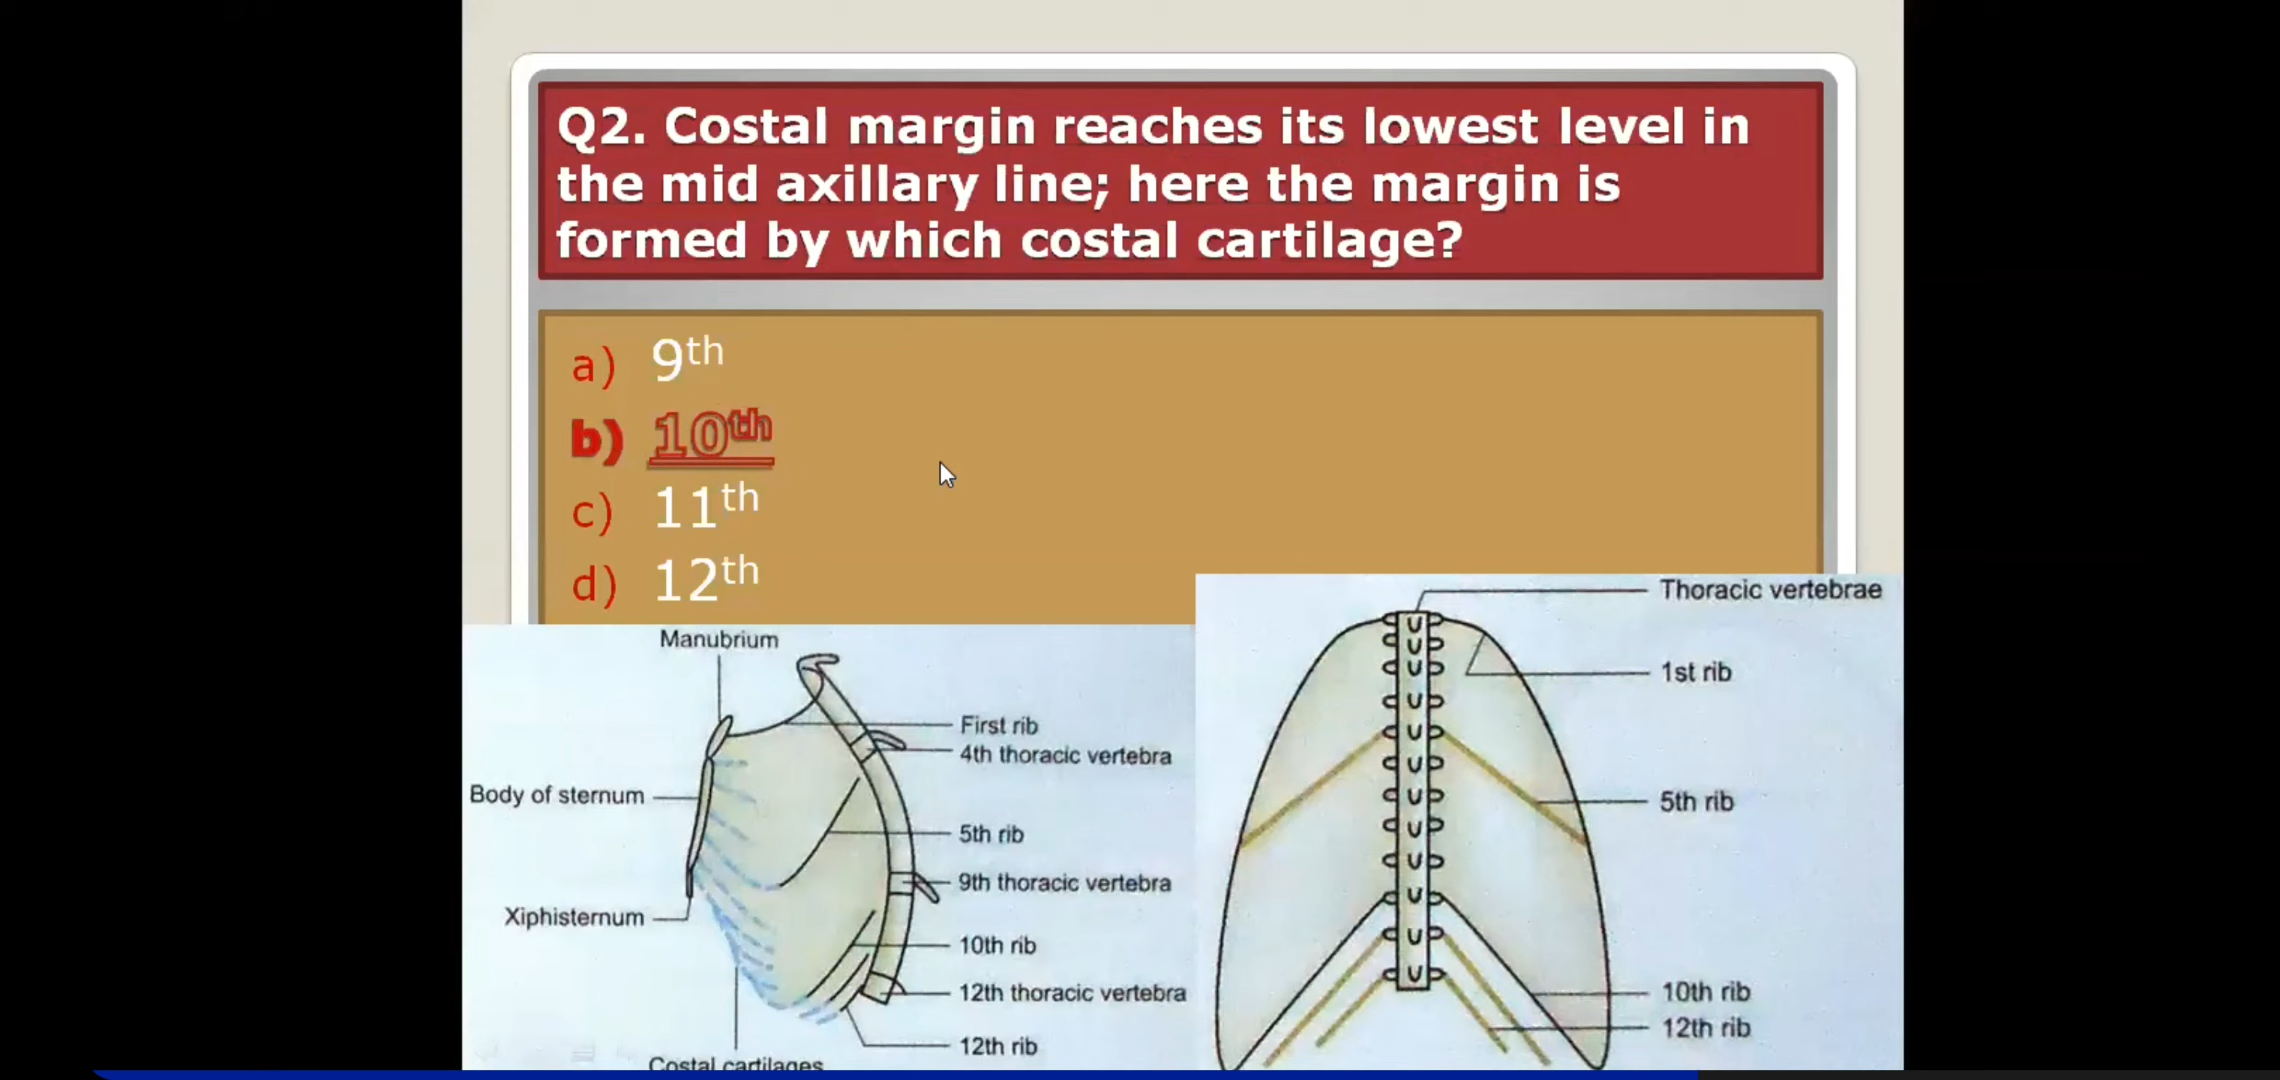 Q2. Costal margin reaches its lowest level in
the mid axillary line; here the margin is
formed by which costal cartilage?
a) 9th
b) 10th
c) 11th
d) 12th
Manubrium
First rib
4th thoracic vertebra
Body of sternum
5th rib
9th thoracic vertebra
Xiphisternum
10th rib
12th thoracic vertebra
12th rib
Costal cartilages
Thoracic vertebrae
1st rib
5th rib
10th rib
12th rib